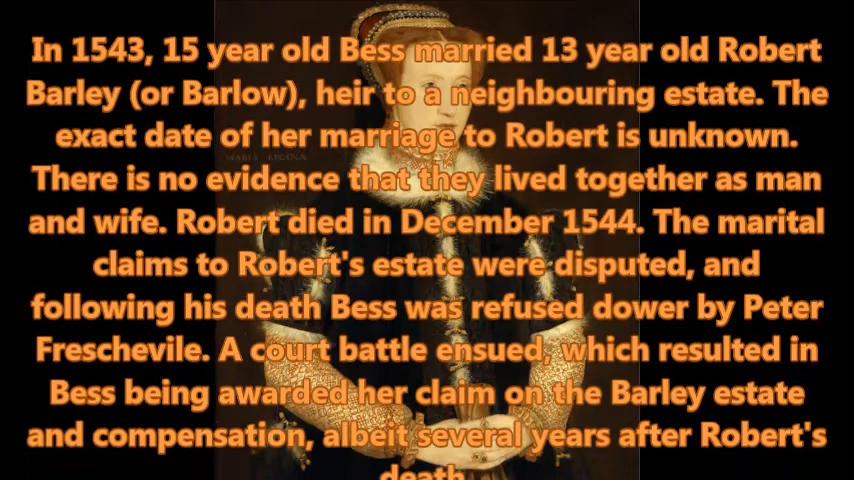 In 1543, 15 year old Bess married 13 year old Robert
Barley (or Barlow), heir to a neighbouring estate. The
exact date of her marriage to Robert is unknown.
MARIA REGINA
There is no evidence that they lived together as man
and wife. Robert died in December 1544. The marital
claims to Robert's estate were disputed, and
following his death Bess was refused dower by Peter
Freschevile. A court battle ensued, which resulted in
Bess being awarded her claim on the Barley estate
and compensation, albeit several years after Robert's
death.